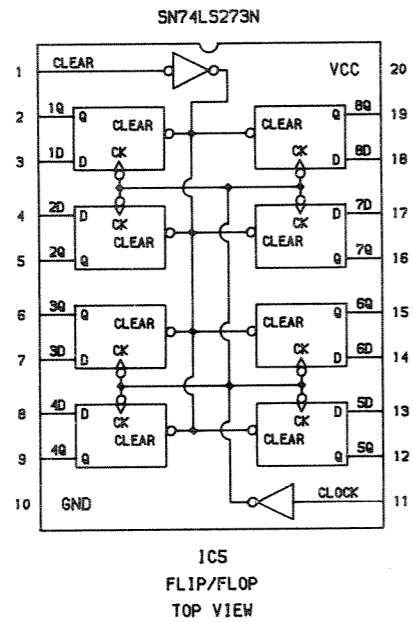 SN74LS273N
1 CLEAR VCC 20
2 1Q Q CLEAR CLEAR Q 8Q 19
3 1D D CK CK D 8D 18
4 2D D CK CK D 7D 17
5 2Q Q CLEAR CLEAR Q 7Q 16
6 3Q Q CLEAR CLEAR Q 6Q 15
7 3D D CK CK D 6D 14
8 4D D CK CK D 5D 13
9 4Q Q CLEAR CLEAR Q 5Q 12
10 GND CLOCK 11
IC5
FLIP/FLOP
TOP VIEW